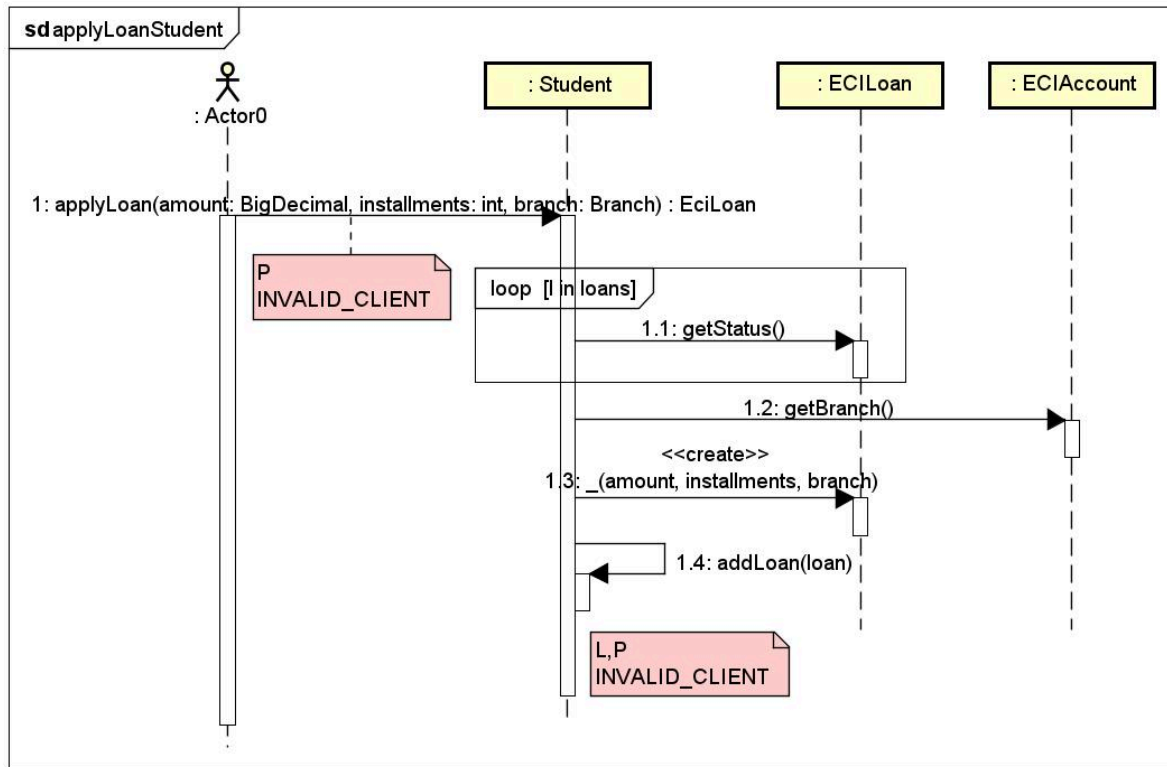 sd applyLoanStudent
: Actor0
: Student
: ECILoan
: ECIAccount
1: applyLoan(amount: BigDecimal, installments: int, branch: Branch) : EciLoan
P
INVALID_CLIENT
loop [l in loans]
1.1: getStatus()
1.2: getBranch()
<<create>>
1.3: _(amount, installments, branch)
1.4: addLoan(loan)
L,P
INVALID_CLIENT